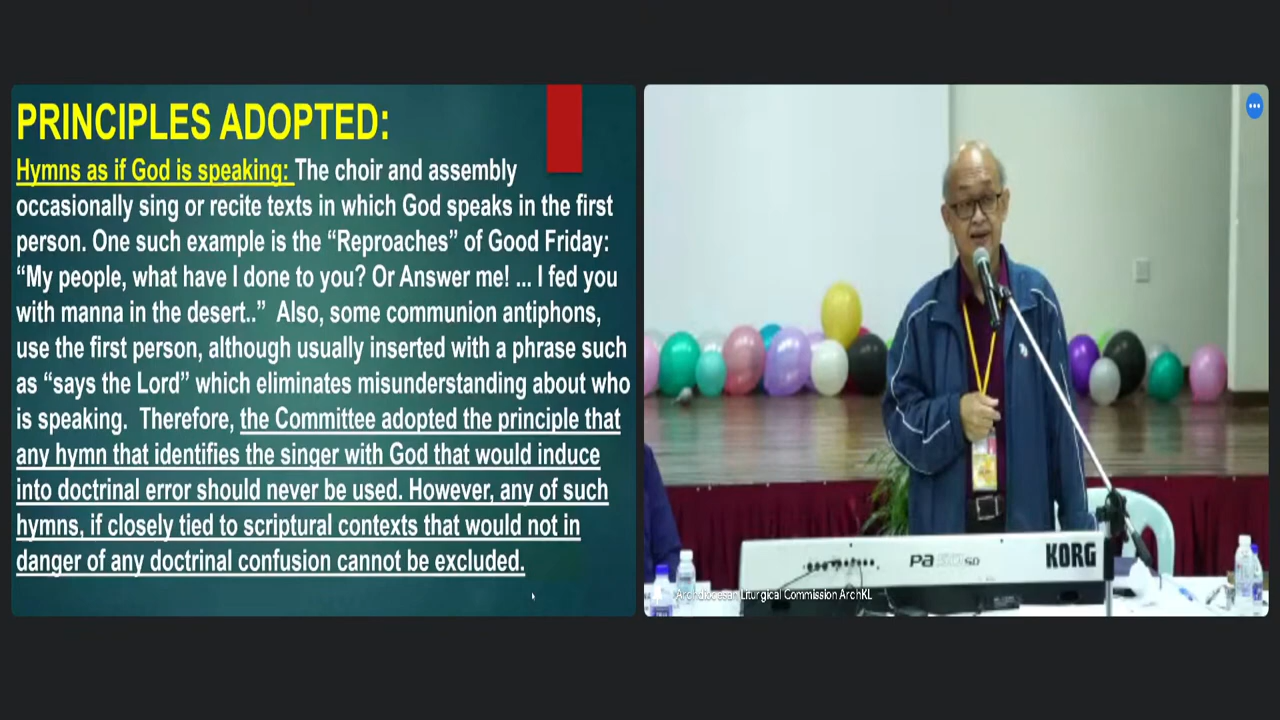 PRINCIPLES ADOPTED:
Hymns as if God is speaking: The choir and assembly
occasionally sing or recite texts in which God speaks in the first
person. One such example is the “Reproaches” of Good Friday:
“My people, what have I done to you? Or Answer me! ... I fed you
with manna in the desert..” Also, some communion antiphons,
use the first person, although usually inserted with a phrase such
as “says the Lord” which eliminates misunderstanding about who
is speaking. Therefore, the Committee adopted the principle that
any hymn that identifies the singer with God that would induce
into doctrinal error should never be used. However, any of such
hymns, if closely tied to scriptural contexts that would not in
danger of any doctrinal confusion cannot be excluded.
KORG
Archdiocesan Liturgical Commission ArchKL